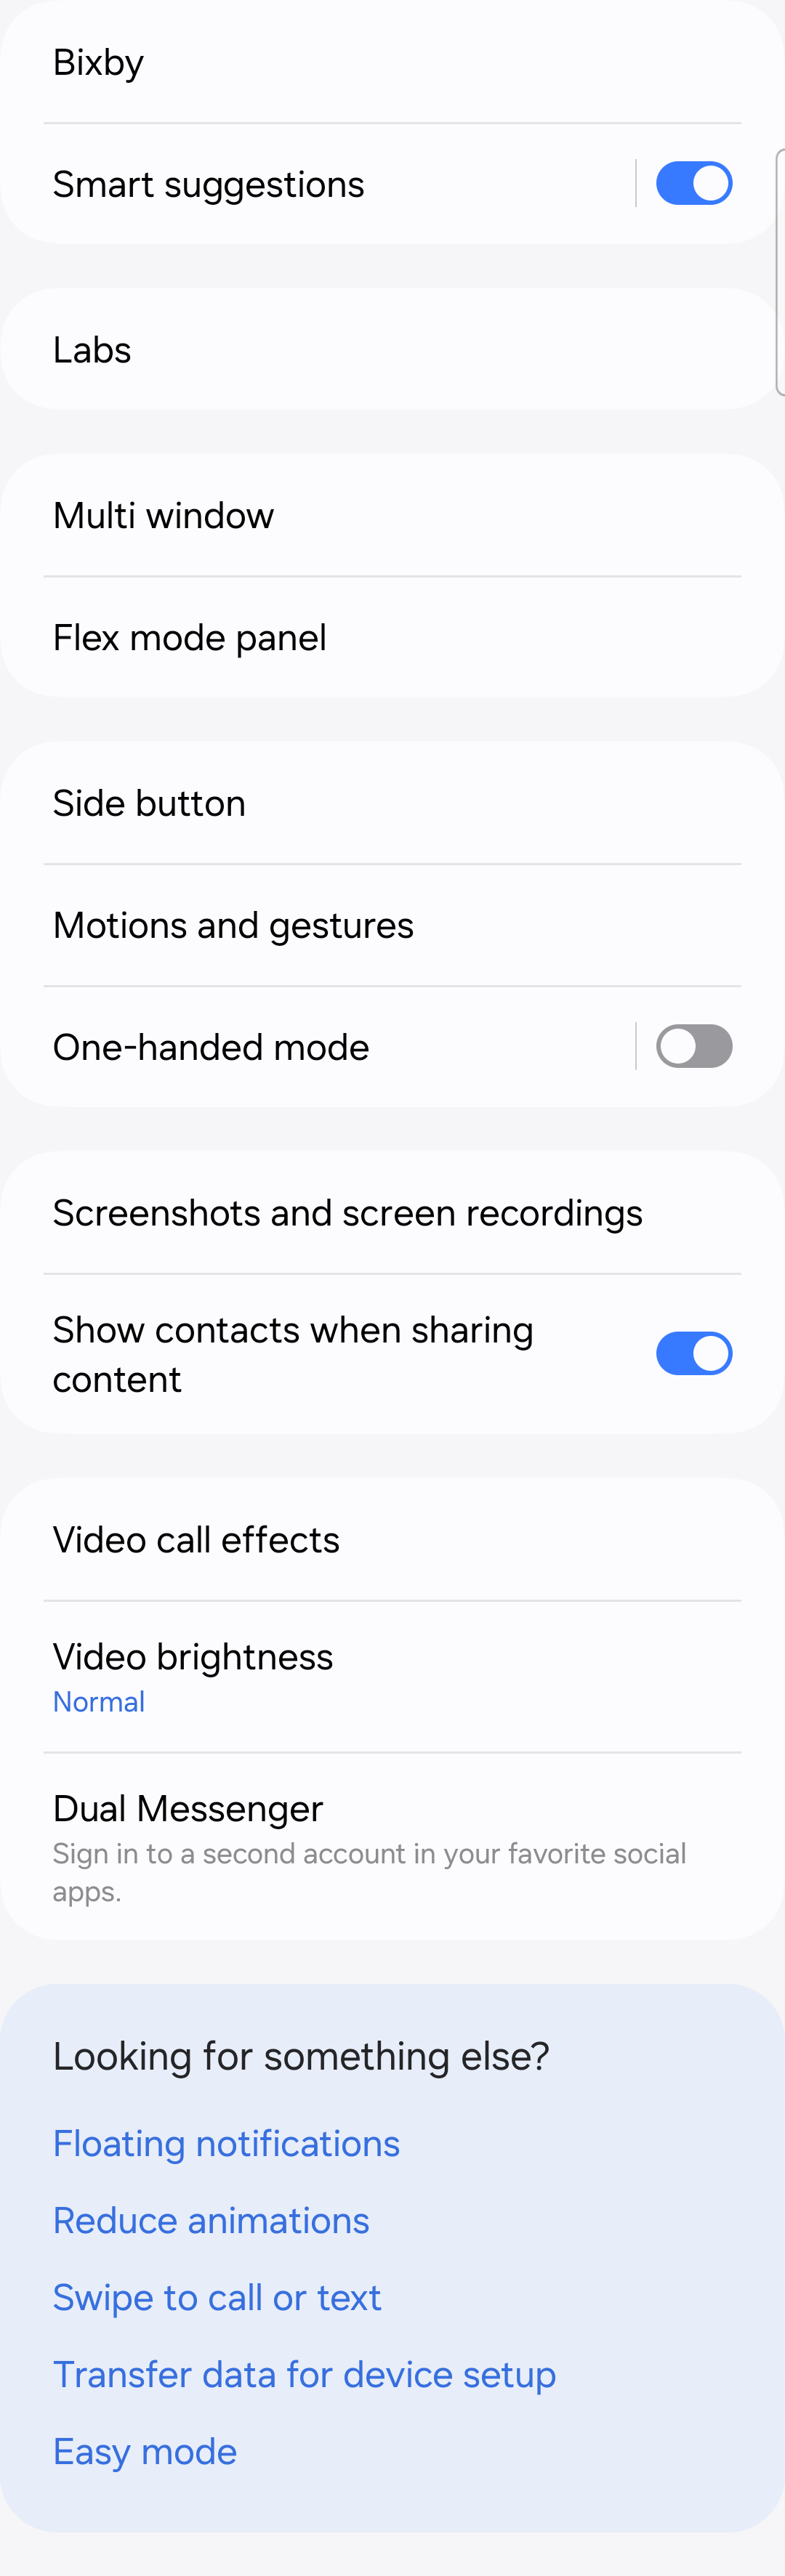 Bixby
Smart suggestions
Labs
Multi window
Flex mode panel
Side button
Motions and gestures
One-handed mode
Screenshots and screen recordings
Show contacts when sharing
content
Video call effects
Video brightness
Normal
Dual Messenger
Sign in to a second account in your favorite social
apps.
Looking for something else?
Floating notifications
Reduce animations
Swipe to call or text
Transfer data for device setup
Easy mode